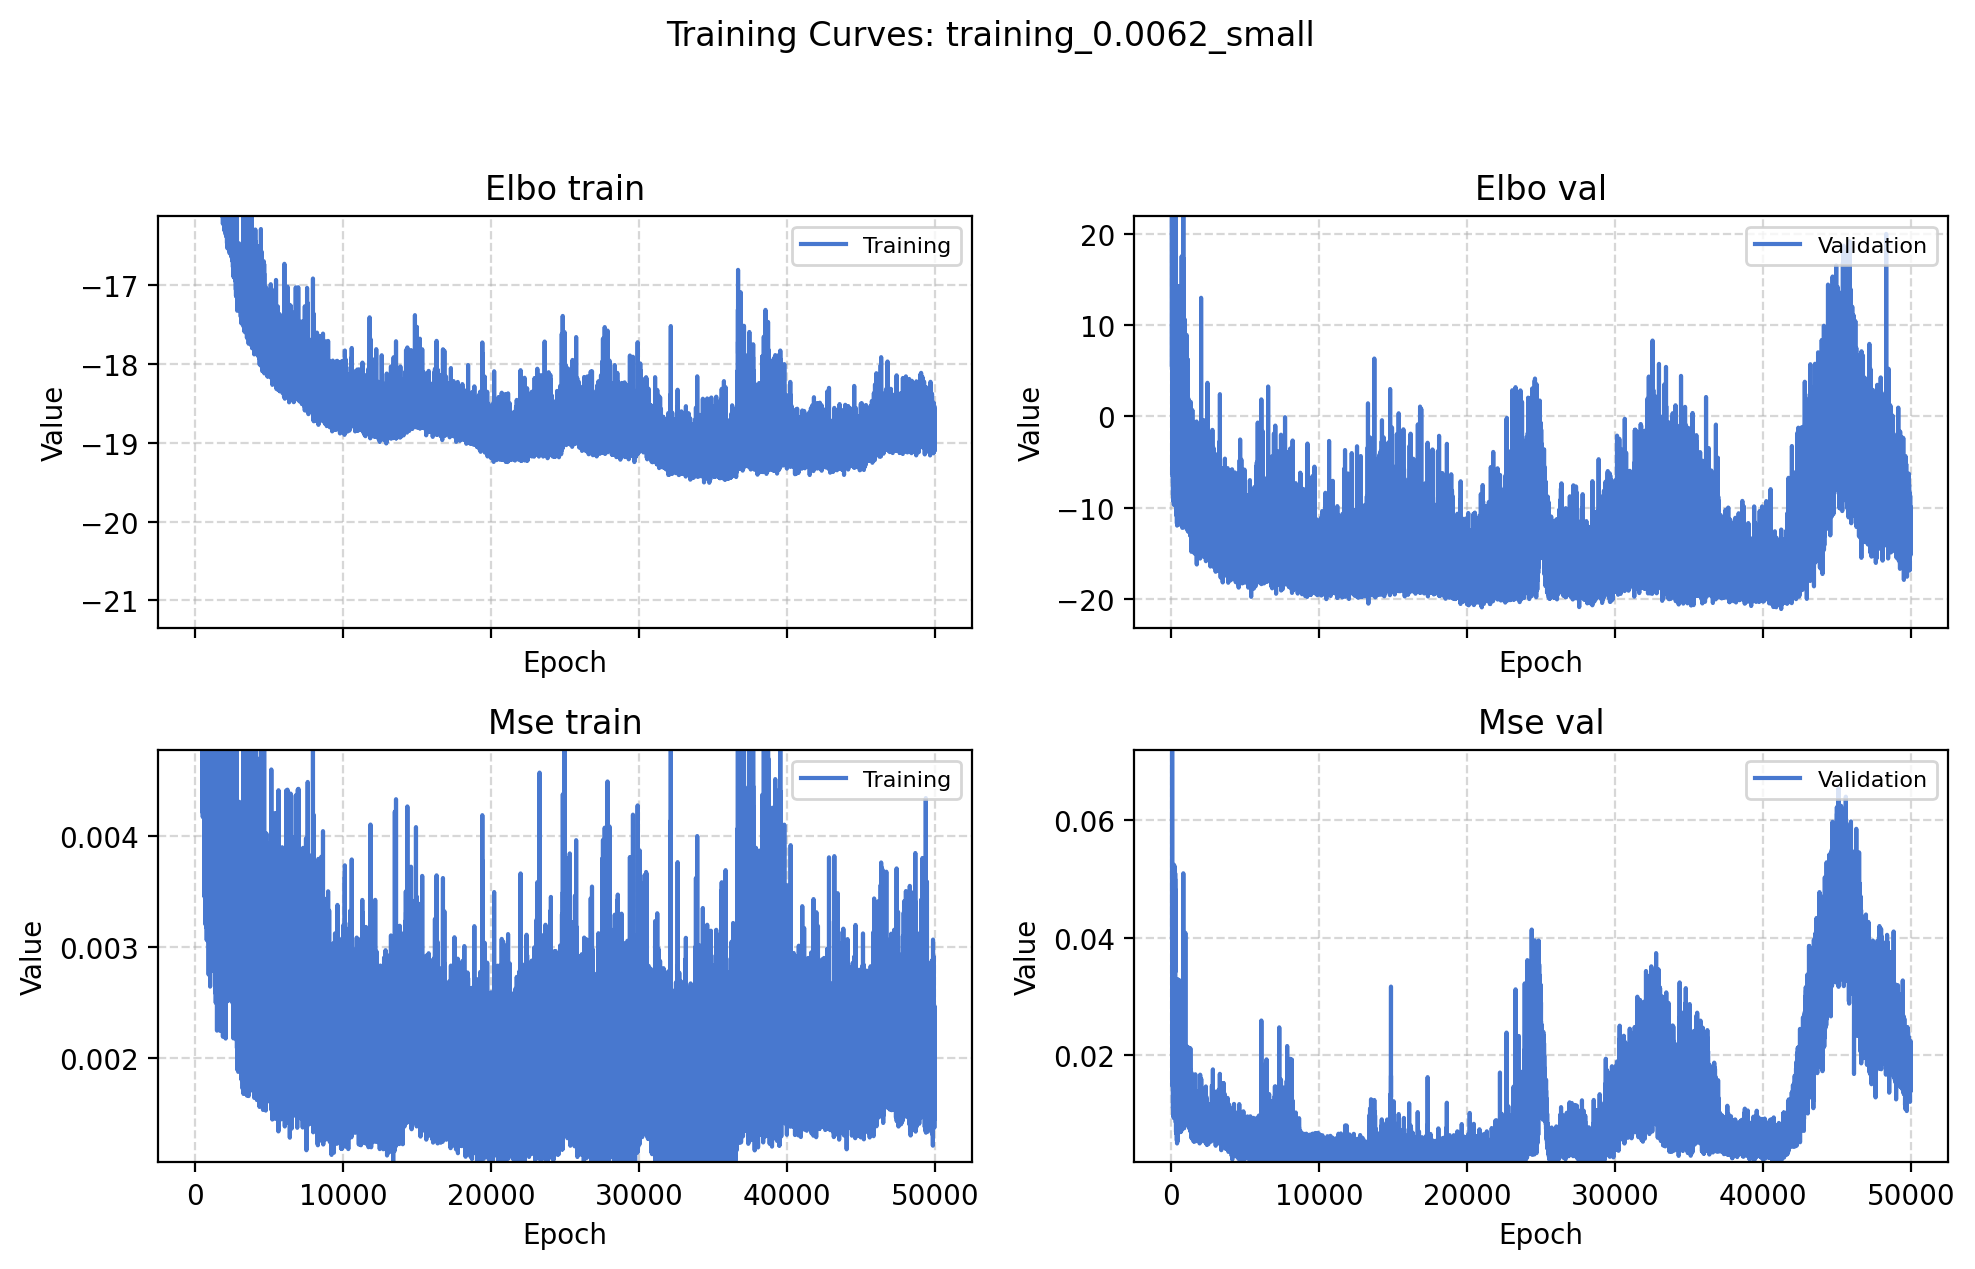 Training Curves: training_0.0062_small
Elbo train
Elbo val
Value
−17
−18
−19
−20
−21
Training
Epoch
Value
20
10
0
−10
−20
Validation
Epoch
Mse train
Mse val
Value
0.004
0.003
0.002
Training
0
10000
20000
30000
40000
50000
Epoch
Value
0.06
0.04
0.02
Validation
0
10000
20000
30000
40000
50000
Epoch